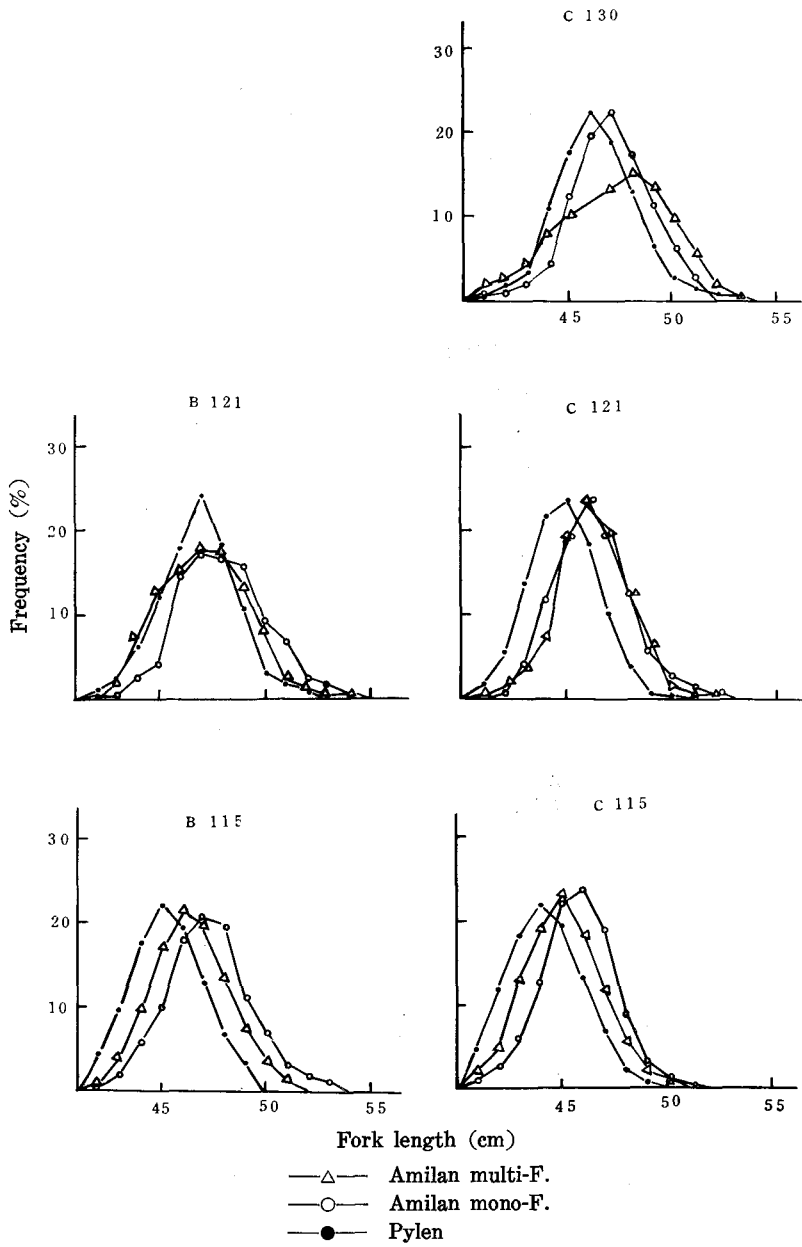 C 130
30
20
10
45 50 55
B 121
C 121
30
20
10
Frequency (%)
B 115
C 115
30
20
10
45 50 55
45 50 55
Fork length (cm)
Amilan multi-F.
Amilan mono-F.
Pylen